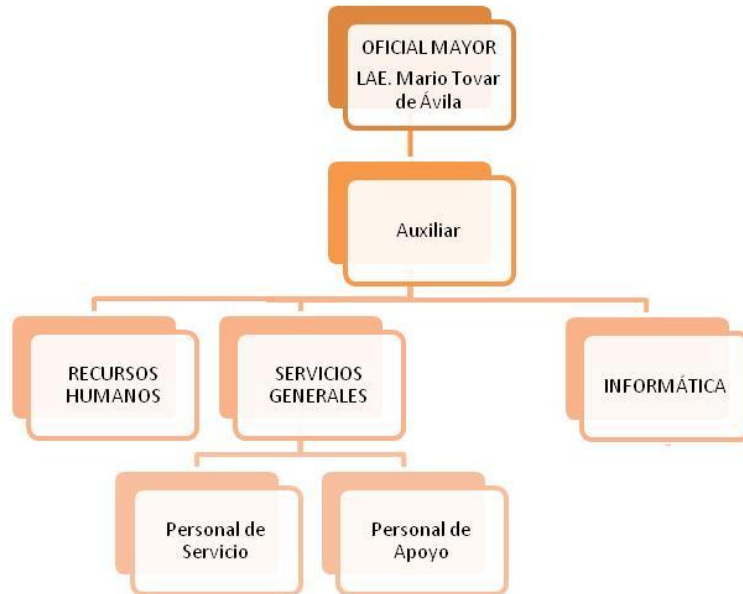 OFICIAL MAYOR
LAE. Mario Tovar
de Ávila
Auxiliar
RECURSOS
HUMANOS
SERVICIOS
GENERALES
INFORMÁTICA
Personal de
Servicio
Personal de
Apoyo